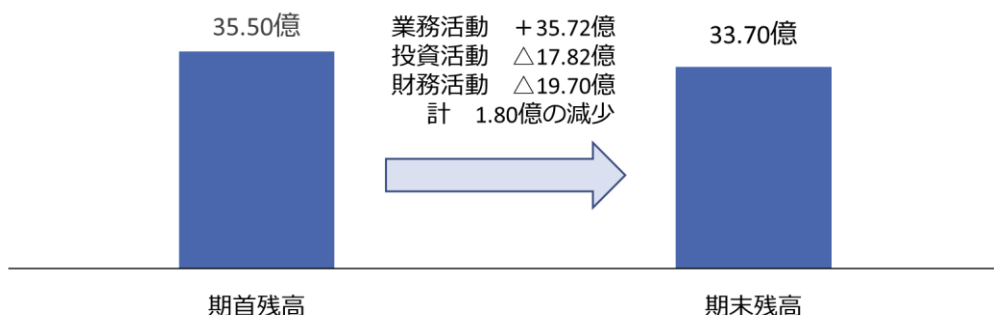 35.50億
業務活動　＋35.72億
投資活動　△17.82億
財務活動　△19.70億
計　1.80億の減少
33.70億
期首残高
期末残高